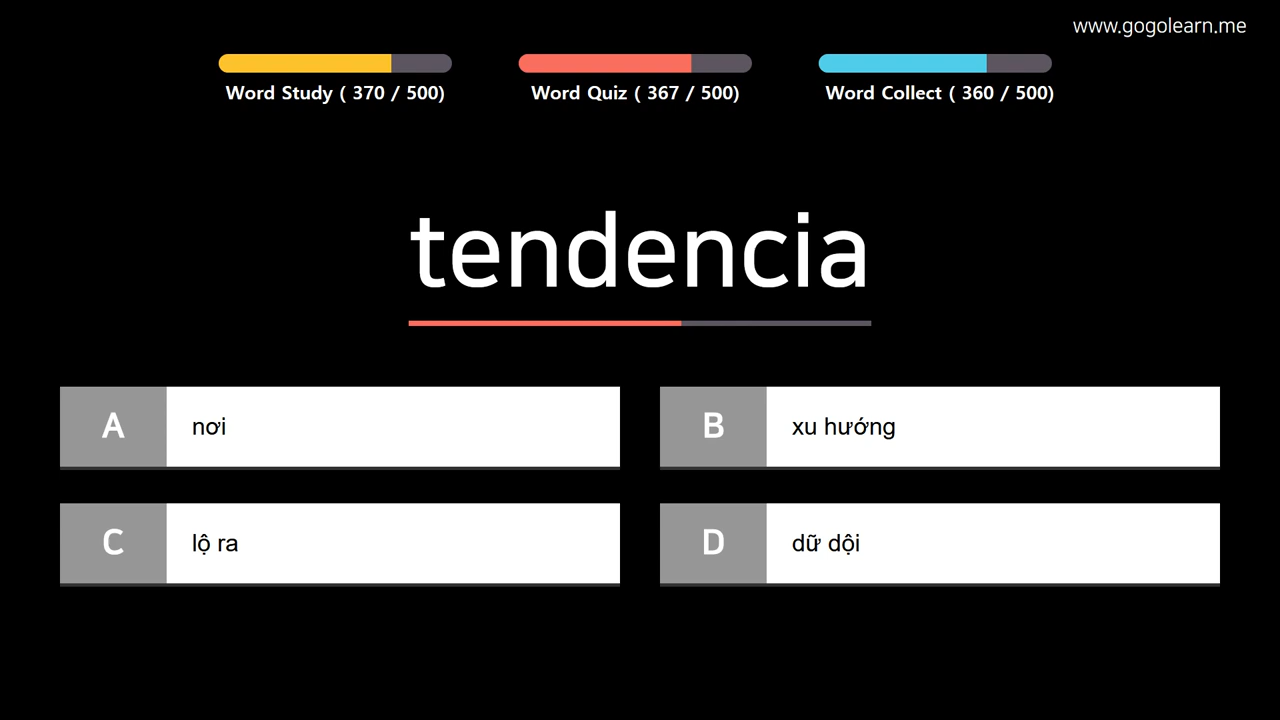 www.gogolearn.me
Word Study ( 370 / 500)
Word Quiz ( 367 / 500)
Word Collect ( 360 / 500)
tendencia
A nơi
B xu hướng
C lộ ra
D dữ dội